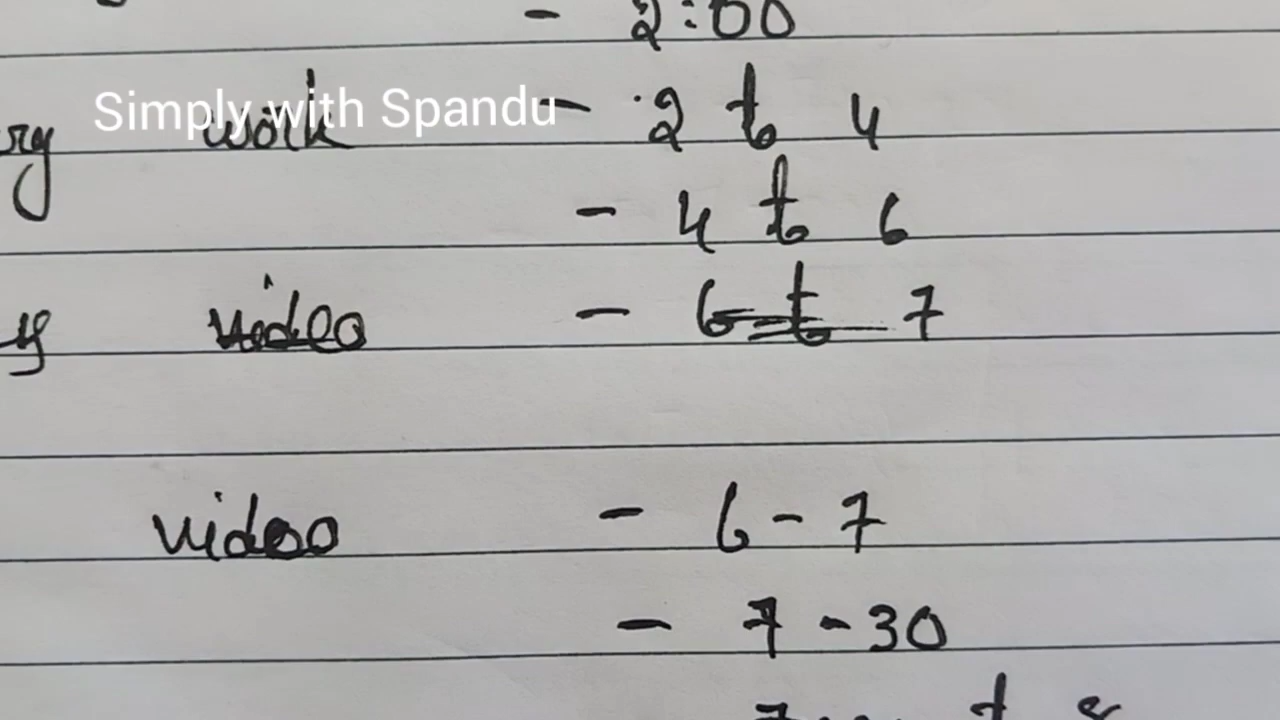 - 2:00
Simply with Spandu
work - 2 to 4
- 4 to 6
video - 6 to 7
video - 6 - 7
- 7 - 30